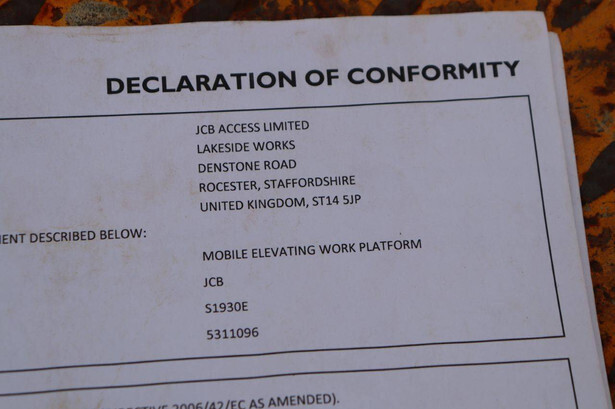 DECLARATION OF CONFORMITY
JCB ACCESS LIMITED
LAKESIDE WORKS
DENSTONE ROAD
ROCESTER, STAFFORDSHIRE
UNITED KINGDOM, ST14 5JP
DESCRIBED BELOW:
MOBILE ELEVATING WORK PLATFORM
JCB
S1930E
5311096
2006/42/EC AS AMENDED).